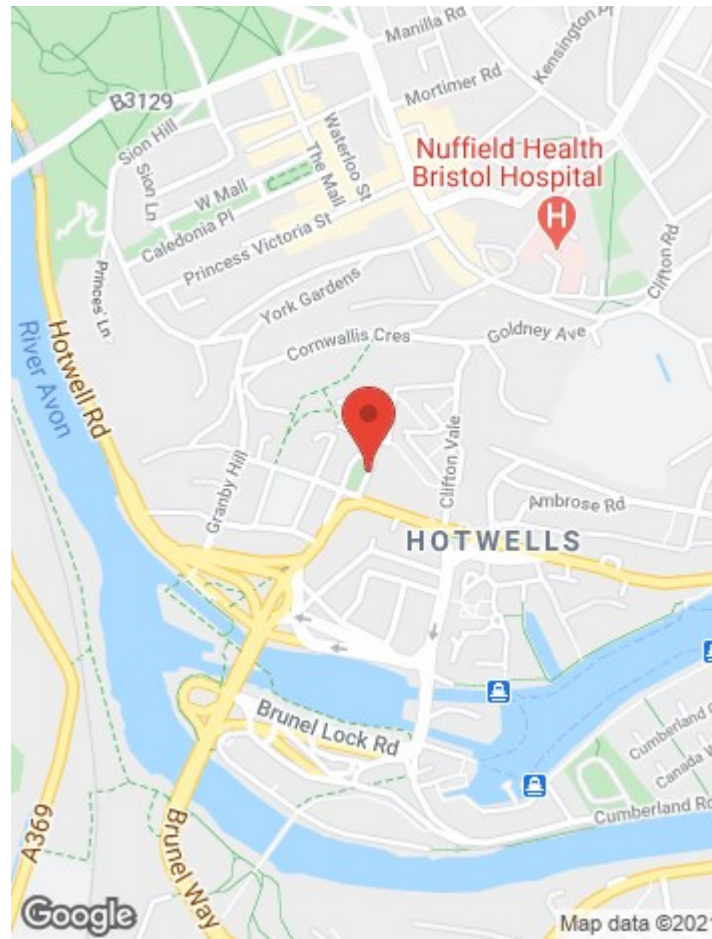 Manilla Rd
Kensington
B3129
Mortimer Rd
Sion Hill
Waterloo St
The Mall
Nuffield Health
Bristol Hospital
H
Sion Ln
W Mall
Caledonia Pl
Princess Victoria St
Clifton Rd
Princes' Ln
York Gardens
Cornwallis Cres
Goldney Ave
Hotwell Rd
River Avon
Clifton Vale
Granby Hill
Ambrose Rd
HOTWELLS
Brunel Lock Rd
Cumberland
Canada W
Cumberland Ro
A369
Brunel Way
Google
Map data ©2021